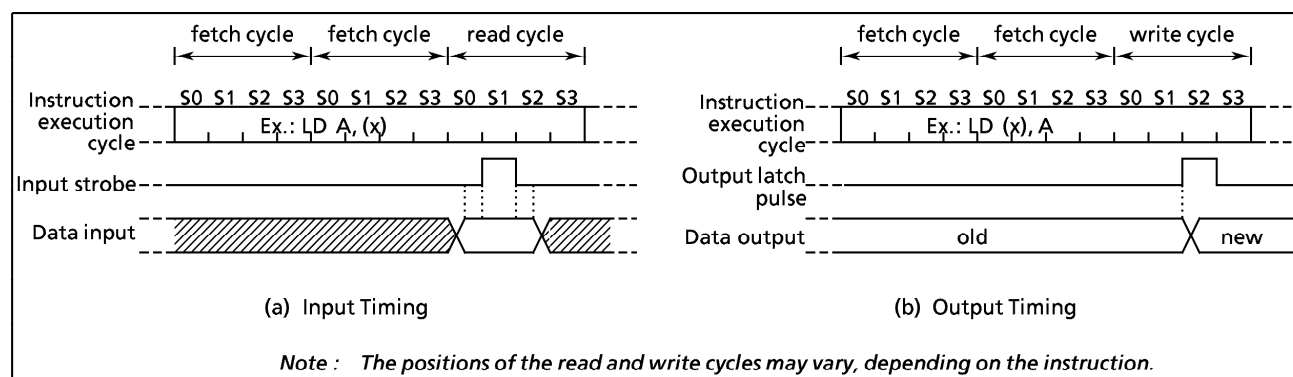 fetch cycle fetch cycle read cycle
S0 S1 S2 S3 S0 S1 S2 S3 S0 S1 S2 S3
Instruction
execution
cycle
Ex.: LD A, (x)
Input strobe
Data input
(a) Input Timing
fetch cycle fetch cycle write cycle
S0 S1 S2 S3 S0 S1 S2 S3 S0 S1 S2 S3
Instruction
execution
cycle
Ex.: LD (x), A
Output latch
pulse
Data output
old
new
(b) Output Timing
Note : The positions of the read and write cycles may vary, depending on the instruction.